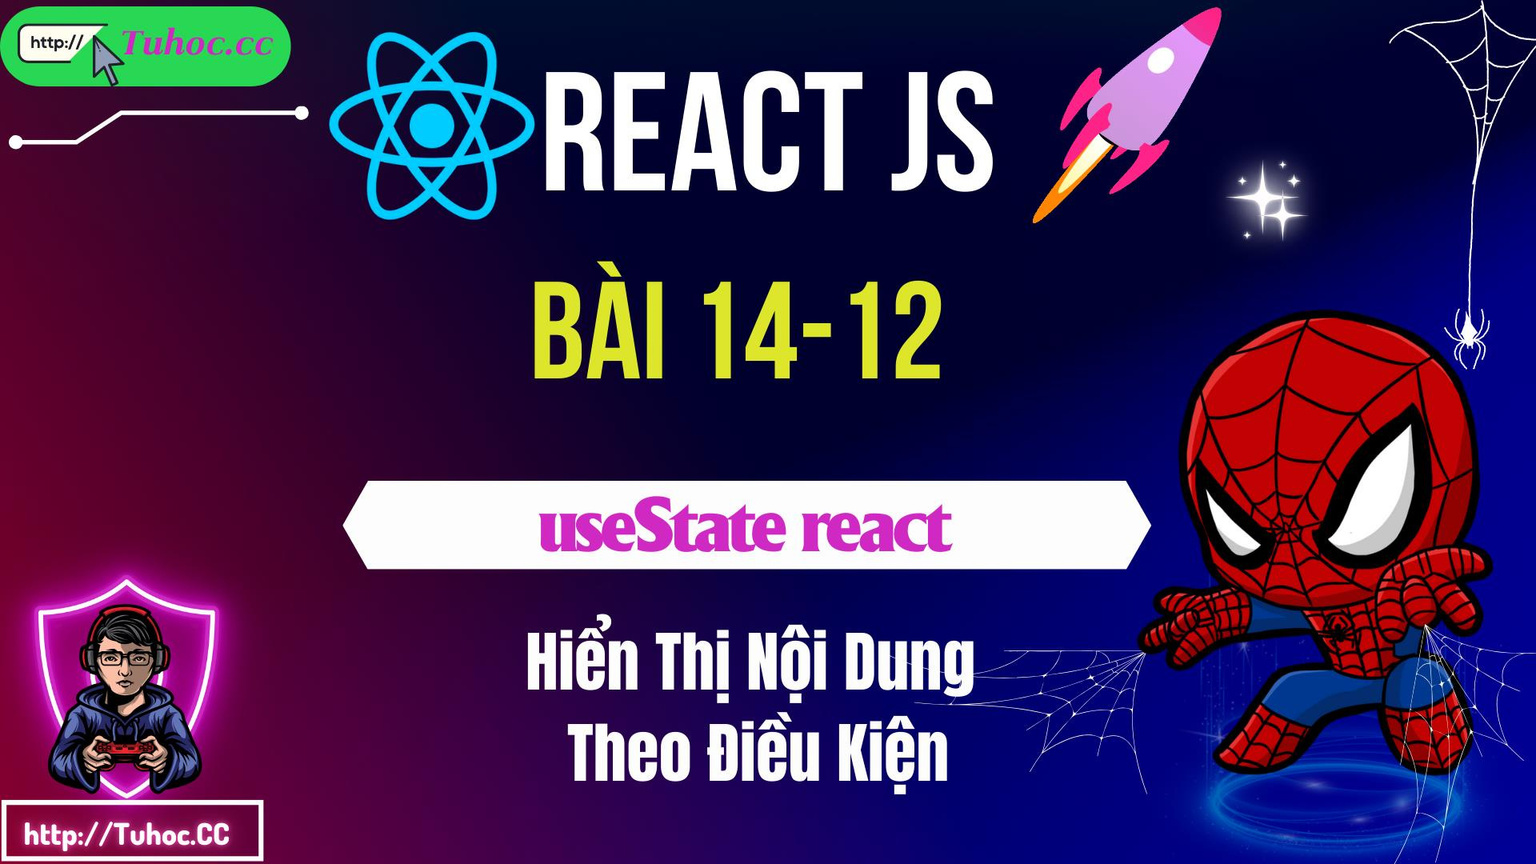 http:// Tuhoc.cc
REACT JS
BÀI 14-12
useState react
Hiển Thị Nội Dung
Theo Điều Kiện
http://Tuhoc.CC